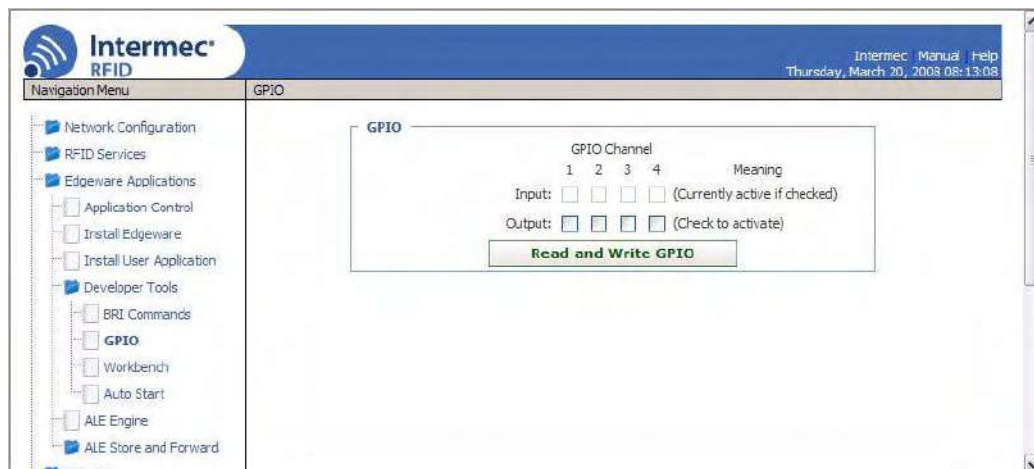 Intermec
RFID
Intermec Manual Help
Thursday, March 20, 2008 08:13:08
Navigation Menu
GPIO
Network Configuration
RFID Services
Edgeware Applications
Application Control
Install Edgeware
Install User Application
Developer Tools
BRI Commands
GPIO
Workbench
Auto Start
ALE Engine
ALE Store and Forward
GPIO
GPIO Channel
1 2 3 4 Meaning
Input: (Currently active if checked)
Output: (Check to activate)
Read and Write GPIO